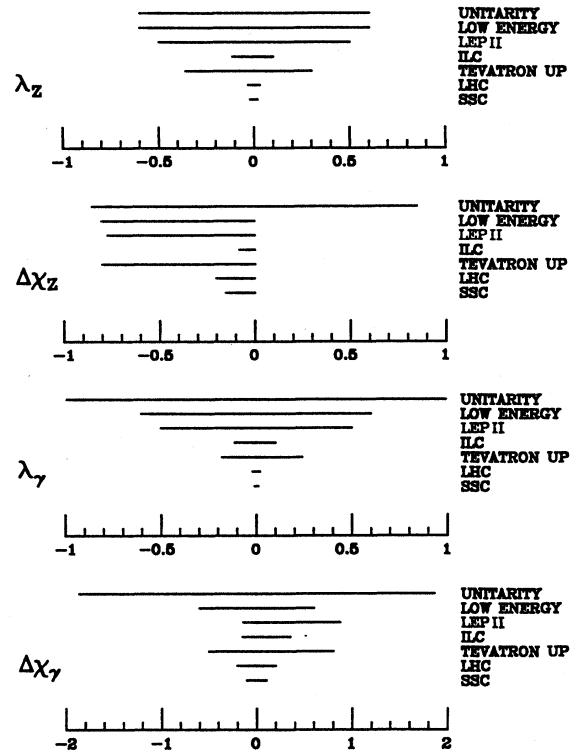 UNITARITY
LOW ENERGY
LEP II
ILC
TEVATRON UP
LHC
SSC
λZ
-1 -0.5 0 0.5 1
UNITARITY
LOW ENERGY
LEP II
ILC
TEVATRON UP
LHC
SSC
ΔχZ
-1 -0.5 0 0.5 1
UNITARITY
LOW ENERGY
LEP II
ILC
TEVATRON UP
LHC
SSC
λγ
-1 -0.5 0 0.5 1
UNITARITY
LOW ENERGY
LEP II
ILC
TEVATRON UP
LHC
SSC
Δχγ
-2 -1 0 1 2